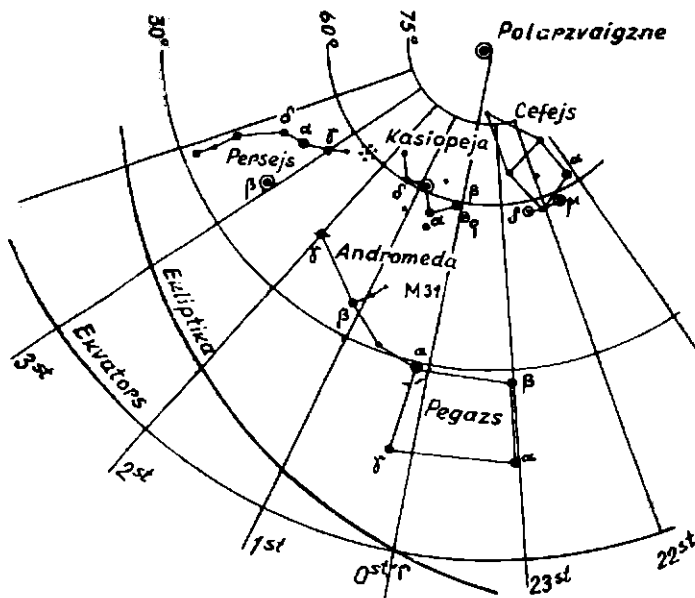 Polarzvaigzne
30°
60°
75°
Cefejs
δ
α
γ
Kasiopeja
Persejs
β
δ
α
β
α
δ
μ
γ
Andromeda
M31
β
Ekliptika
Ekvators
α
β
Pegazs
γ
α
3st
2st
1st
0st ♈
23st
22st